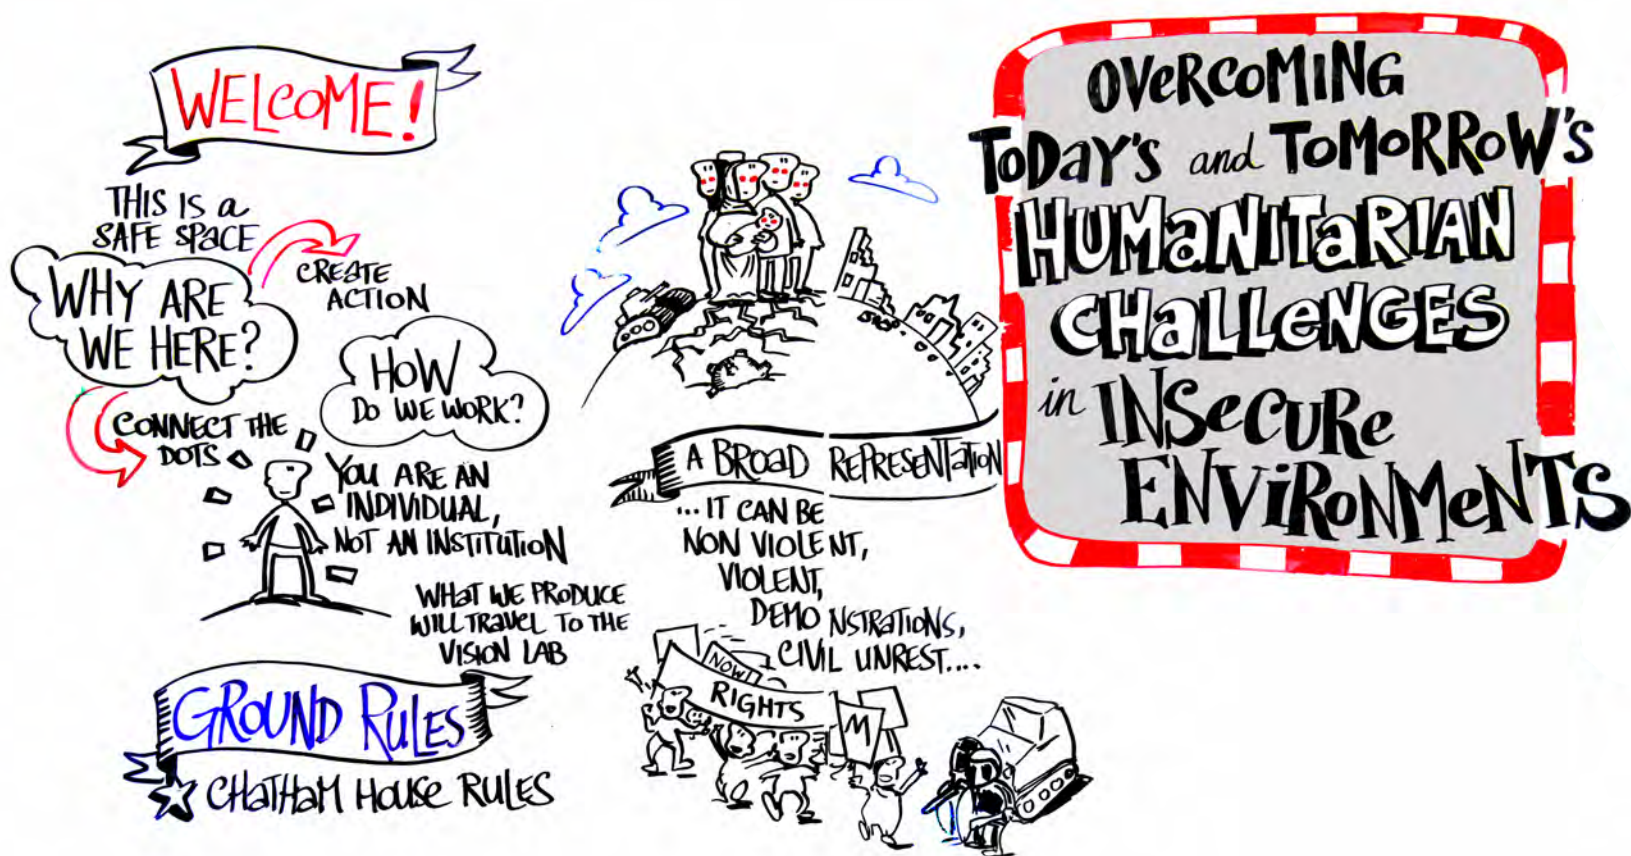 WELCOME!
THIS IS a
SAFE SPACE
WHY ARE
WE HERE?
CREATE
ACTION
CONNECT THE
DOTS
HOW
DO WE WORK?
YOU ARE AN
INDIVIDUAL,
NOT AN INSTITUTION
WHAT WE PRODUCE
WILL TRAVEL TO THE
VISION LAB
GROUND RULES
CHATHAM HOUSE RULES
A BROAD REPRESENTATION
...IT CAN BE
NON VIOLENT,
VIOLENT,
DEMONSTRATIONS,
CIVIL UNREST....
NOW!
RIGHTS
M
OVERCOMING
TODAY'S and TOMORROW'S
HUMANITARIAN
CHALLENGES
in INSECURE
ENVIRONMENTS